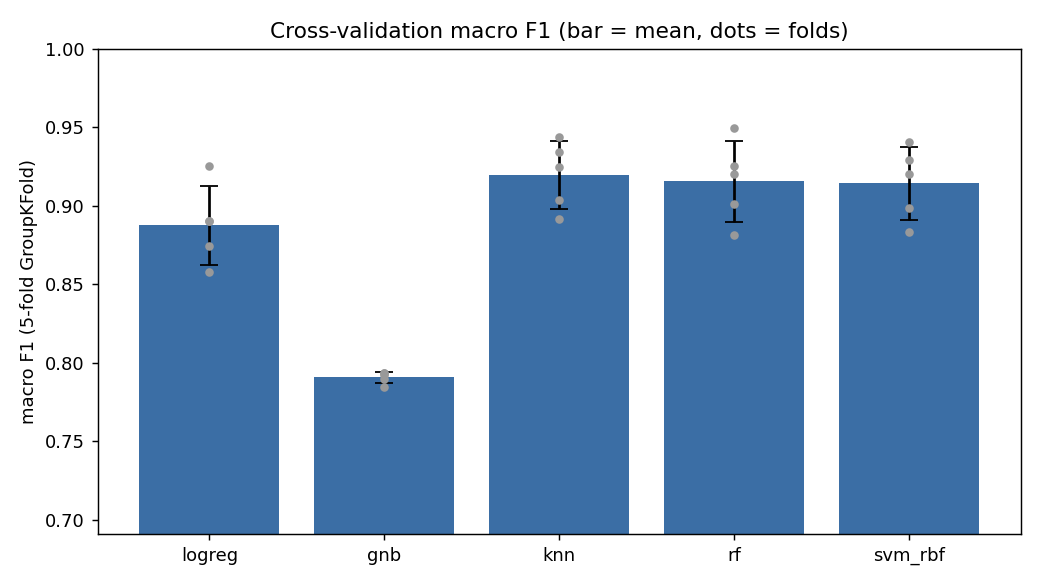 Cross-validation macro F1 (bar = mean, dots = folds)
macro F1 (5-fold GroupKFold)
1.00
0.95
0.90
0.85
0.80
0.75
0.70
logreg
gnb
knn
rf
svm_rbf